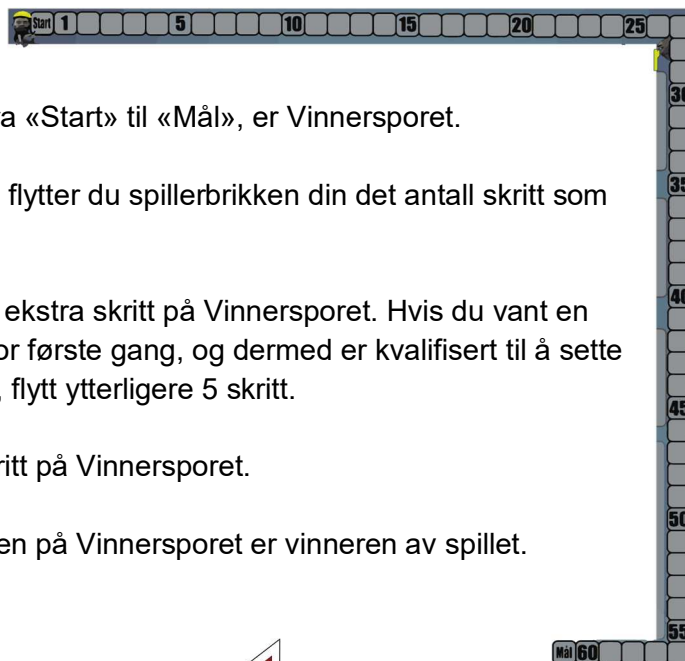 Start 1 5 10 15 20 25
ra «Start» til «Mål», er Vinnersporet.
30
flytter du spillerbrikken din det antall skritt som
35
ekstra skritt på Vinnersporet. Hvis du vant en
40
or første gang, og dermed er kvalifisert til å sette
, flytt ytterligere 5 skritt.
45
ritt på Vinnersporet.
50
en på Vinnersporet er vinneren av spillet.
55
Mål 60